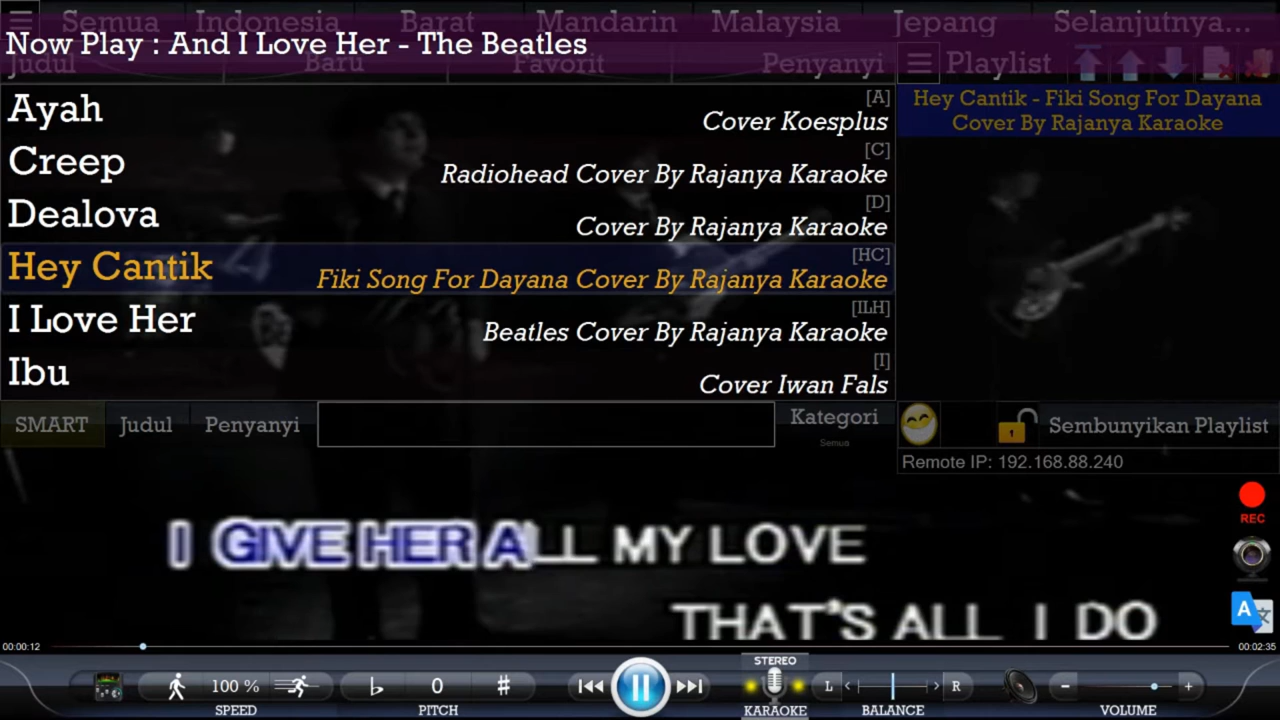 Semua Indonesia Barat Mandarin Malaysia Jepang Selanjutnya...
Now Play : And I Love Her - The Beatles
Judul Baru Favorit Penyanyi Playlist
Ayah
[A]
Cover Koesplus
Creep
[C]
Radiohead Cover By Rajanya Karaoke
Dealova
[D]
Cover By Rajanya Karaoke
Hey Cantik
[HC]
Fiki Song For Dayana Cover By Rajanya Karaoke
I Love Her
[ILH]
Beatles Cover By Rajanya Karaoke
Ibu
[I]
Cover Iwan Fals
Hey Cantik - Fiki Song For Dayana
Cover By Rajanya Karaoke
SMART Judul Penyanyi Kategori
Semua
Sembunyikan Playlist
Remote IP: 192.168.88.240
REC
I GIVE HER ALL MY LOVE
THAT'S ALL I DO
A 文
00:00:12 00:02:35
100 % ♭ 0 # STEREO L < > R - +
SPEED PITCH KARAOKE BALANCE VOLUME